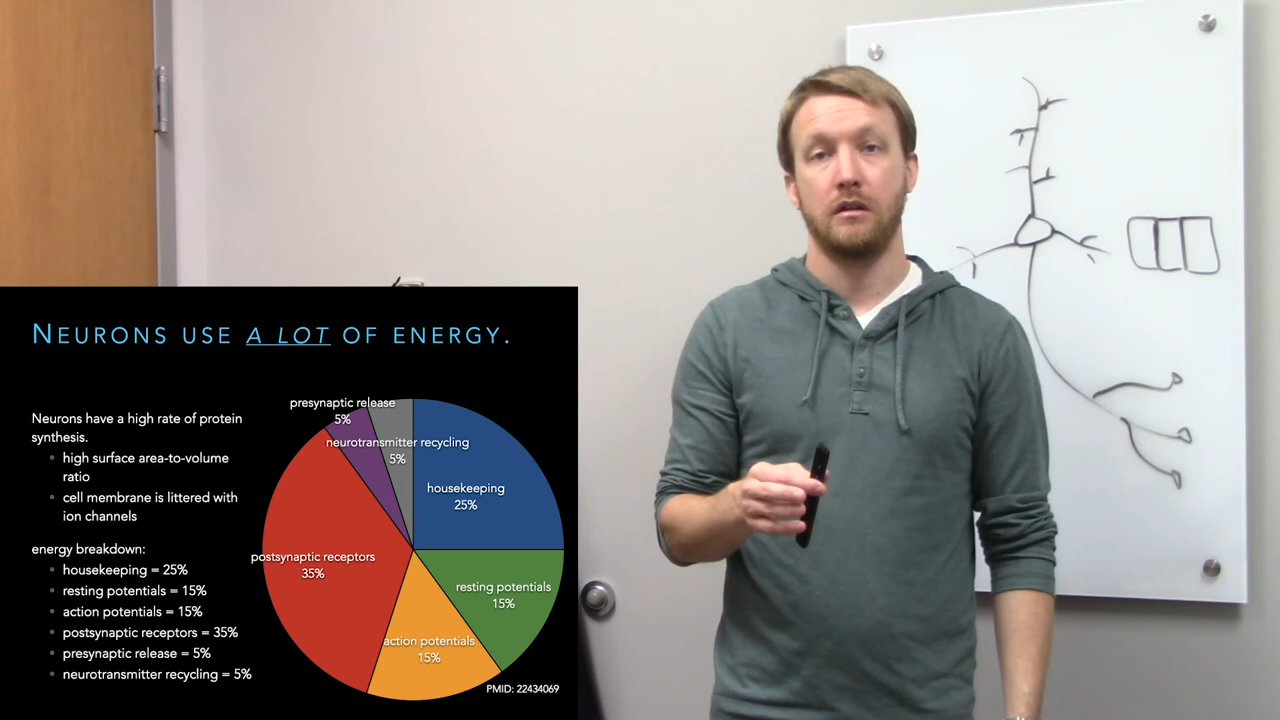 NEURONS USE A LOT OF ENERGY.
Neurons have a high rate of protein
synthesis.
• high surface area-to-volume
ratio
• cell membrane is littered with
ion channels
energy breakdown:
• housekeeping = 25%
• resting potentials = 15%
• action potentials = 15%
• postsynaptic receptors = 35%
• presynaptic release = 5%
• neurotransmitter recycling = 5%
presynaptic release
5%
neurotransmitter recycling
5%
housekeeping
25%
postsynaptic receptors
35%
resting potentials
15%
action potentials
15%
PMID: 22434069